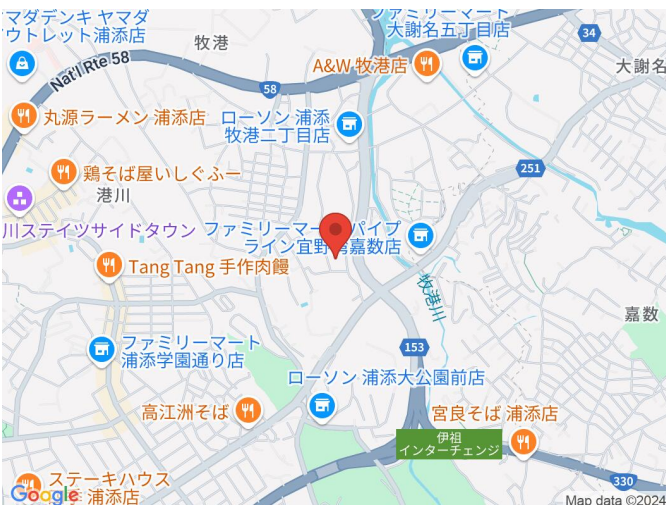 マダデンキ ヤマダ
ウトレット浦添店
牧港
ファミリーマート
大謝名五丁目店
34
大謝名
A&W 牧港店
Nat'l Rte 58
58
丸源ラーメン 浦添店
ローソン 浦添
牧港二丁目店
251
鶏そば屋いしぐふー
港川
川ステイツサイドタウン
ファミリーマート パイプ
ライン宜野湾嘉数店
Tang Tang 手作肉饅
牧港川
嘉数
ファミリーマート
浦添学園通り店
153
ローソン 浦添大公園前店
高江洲そば
宮良そば 浦添店
伊祖
インターチェンジ
ステーキハウス
浦添店
330
Google
Map data ©2024